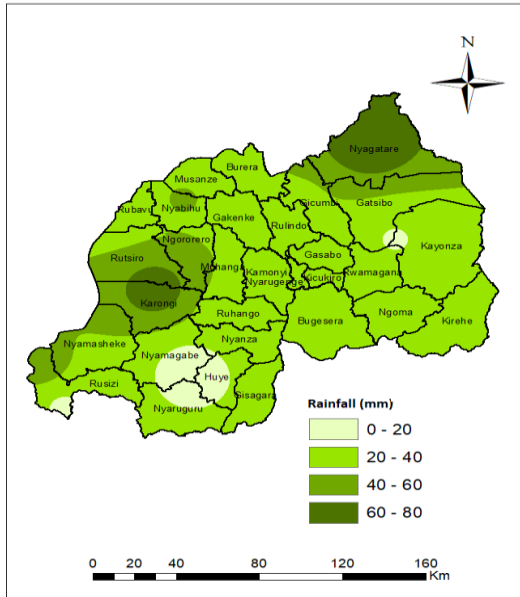 N
Nyagatare
Burera
Musanze
Gicumbi
Gatsibo
Rubavu
Nyabihu
Gakenke
Rulindo
Ngororero
Kayonza
Rutsiro
Muhanga
Gasabo
Kamonyi
Rwamagana
Nyarugenge
Kicukiro
Karongi
Ruhango
Bugesera
Ngoma
Kirehe
Nyamasheke
Nyamagabe
Nyanza
Rusizi
Huye
Gisagara
Nyaruguru
Rainfall (mm)
0 - 20
20 - 40
40 - 60
60 - 80
0 20 40 80 120 160
Km